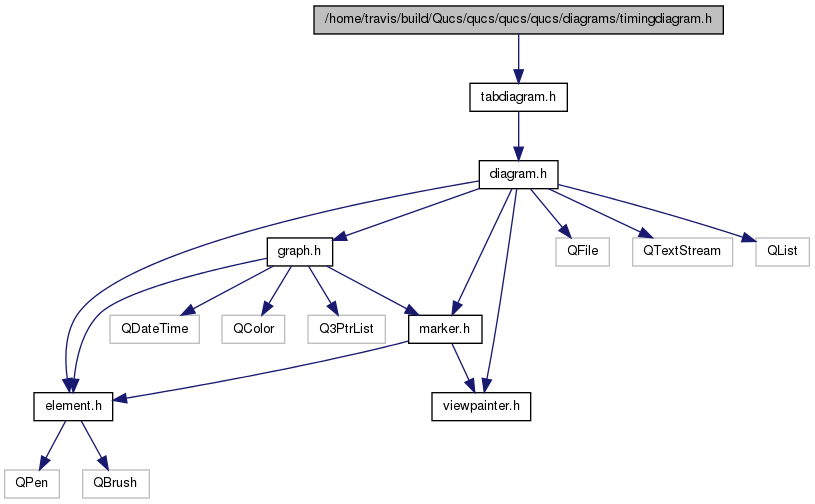 /home/travis/build/Qucs/qucs/qucs/qucs/diagrams/timingdiagram.h
tabdiagram.h
diagram.h
graph.h
QFile
QTextStream
QList
QDateTime
QColor
Q3PtrList
marker.h
element.h
viewpainter.h
QPen
QBrush